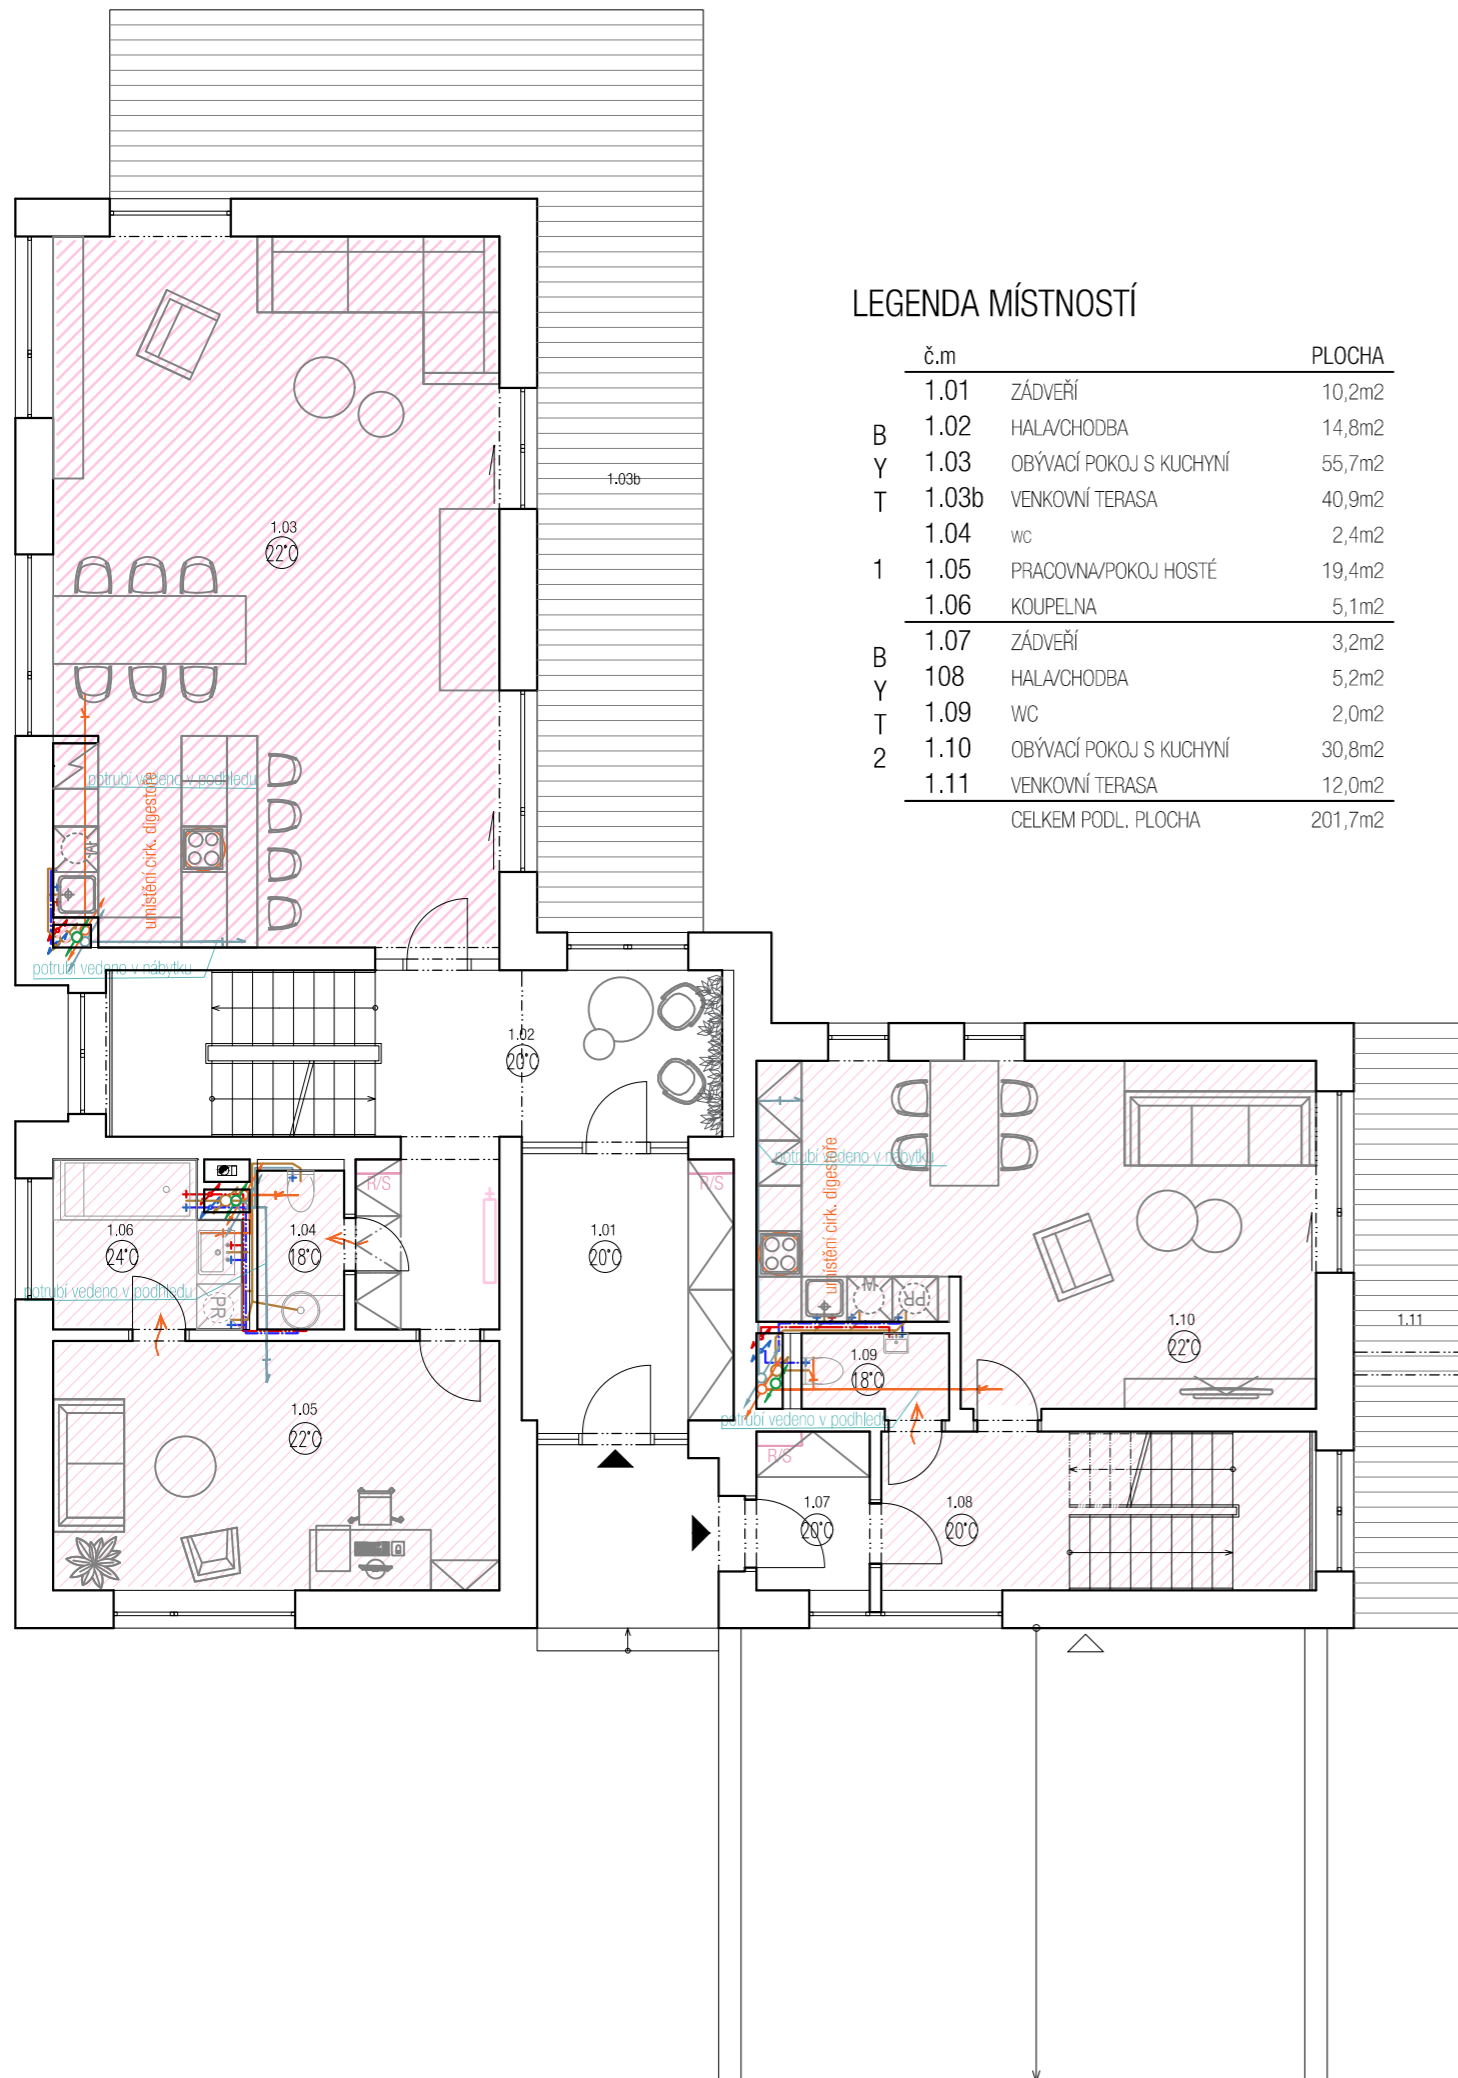 LEGENDA MÍSTNOSTÍ
č.m PLOCHA
BYT 1
1.01 ZÁDVEŘÍ 10,2m2
1.02 HALA/CHODBA 14,8m2
1.03 OBÝVACÍ POKOJ S KUCHYNÍ 55,7m2
1.03b VENKOVNÍ TERASA 40,9m2
1.04 WC 2,4m2
1.05 PRACOVNA/POKOJ HOSTÉ 19,4m2
1.06 KOUPELNA 5,1m2
BYT 2
1.07 ZÁDVEŘÍ 3,2m2
108 HALA/CHODBA 5,2m2
1.09 WC 2,0m2
1.10 OBÝVACÍ POKOJ S KUCHYNÍ 30,8m2
1.11 VENKOVNÍ TERASA 12,0m2
CELKEM PODL. PLOCHA 201,7m2
1.03b
1.03
22°C
potrubí vedeno v podhledu
umístění cirk. digestoře
potrubí vedeno v nábytku
1.02
20°C
R/S
R/S
1.06
24°C
1.04
18°C
1.01
20°C
potrubí vedeno v podhledu
PR
1.05
22°C
potrubí vedeno v nábytku
umístění cirk. digestoře
M
PR
1.10
22°C
1.11
1.09
18°C
potrubí vedeno v podhledu
R/S
1.07
20°C
1.08
20°C